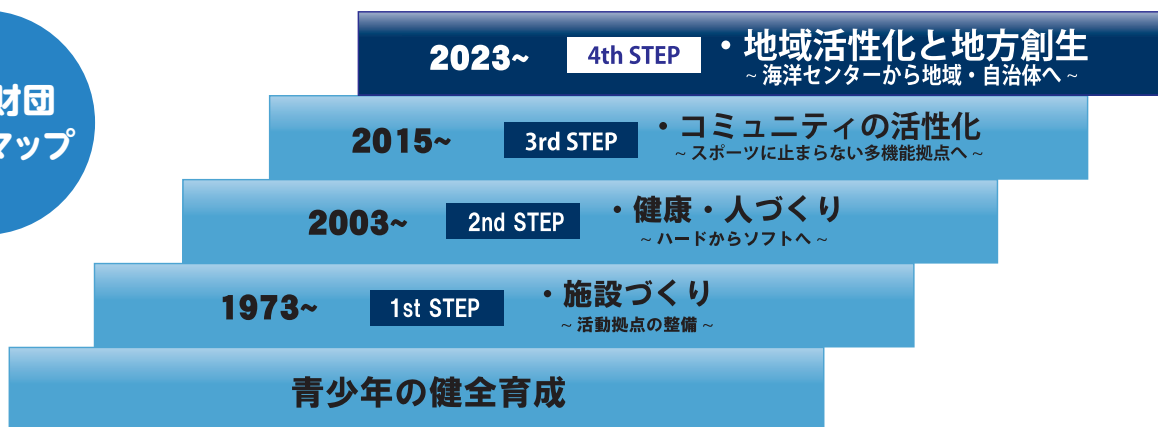 財団
マップ
2023~ 4th STEP ・地域活性化と地方創生
~ 海洋センターから地域・自治体へ ~
2015~ 3rd STEP ・コミュニティの活性化
~ スポーツに止まらない多機能拠点へ ~
2003~ 2nd STEP ・健康・人づくり
~ ハードからソフトへ ~
1973~ 1st STEP ・施設づくり
~ 活動拠点の整備 ~
青少年の健全育成